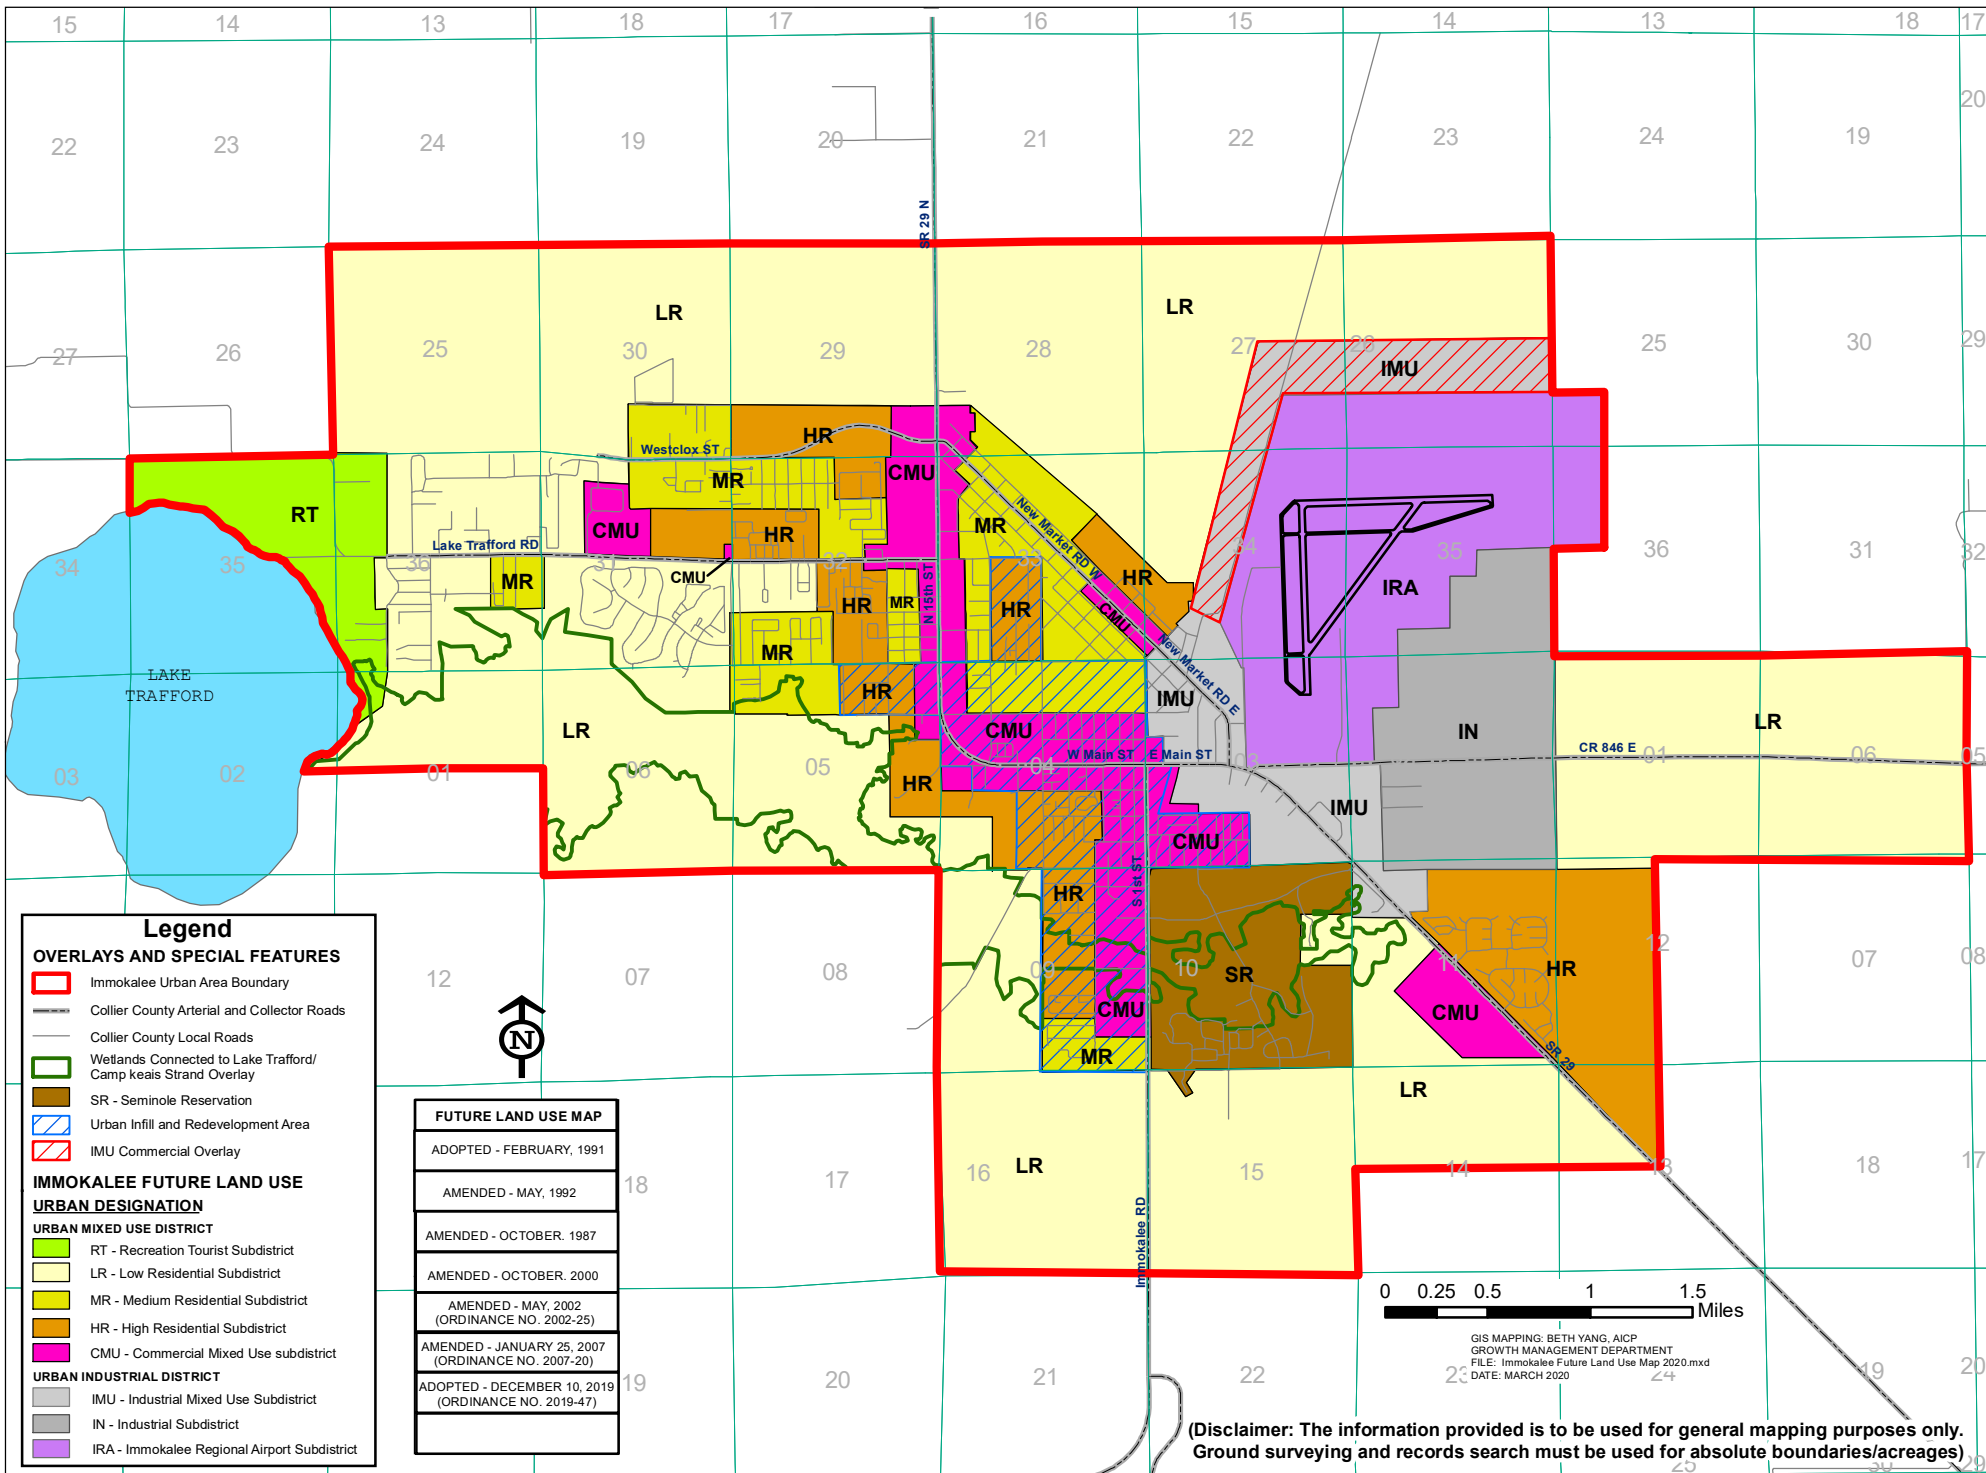 15 14 13 18 17 16 15 14 13 18 17
22 23 24 19 20 21 22 23 24 19 20
SR 29 N
LR LR
27 26 25 30 29 28 27 26 25 30 29
IMU
HR
Westclox ST
MR CMU
RT
CMU HR MR New Market RD W
Lake Trafford RD
34 35 36 31 32 33 34 35 36 31 32
CMU MR
HR MR N 15th ST HR HR CMU IRA
MR
New Market RD E
LAKE
TRAFFORD
HR IMU
LR CMU IN LR
W Main ST E Main ST CR 846 E
03 02 01 06 05 04 03 01 06 05
HR IMU
CMU
HR S 1st ST
12 07 08 09 10 11 12 07 08
SR HR
CMU CMU
MR SR 29
LR
LR
18 17 16 15 14 13 18 17
Immokalee RD
19 20 21 22 23 24 19 20
25 30 29
Legend
OVERLAYS AND SPECIAL FEATURES
Immokalee Urban Area Boundary
Collier County Arterial and Collector Roads
Collier County Local Roads
Wetlands Connected to Lake Trafford/
Camp keais Strand Overlay
SR - Seminole Reservation
Urban Infill and Redevelopment Area
IMU Commercial Overlay
IMMOKALEE FUTURE LAND USE
URBAN DESIGNATION
URBAN MIXED USE DISTRICT
RT - Recreation Tourist Subdistrict
LR - Low Residential Subdistrict
MR - Medium Residential Subdistrict
HR - High Residential Subdistrict
CMU - Commercial Mixed Use subdistrict
URBAN INDUSTRIAL DISTRICT
IMU - Industrial Mixed Use Subdistrict
IN - Industrial Subdistrict
IRA - Immokalee Regional Airport Subdistrict
N
FUTURE LAND USE MAP
ADOPTED - FEBRUARY, 1991
AMENDED - MAY, 1992
AMENDED - OCTOBER. 1987
AMENDED - OCTOBER. 2000
AMENDED - MAY, 2002
(ORDINANCE NO. 2002-25)
AMENDED - JANUARY 25, 2007
(ORDINANCE NO. 2007-20)
ADOPTED - DECEMBER 10, 2019
(ORDINANCE NO. 2019-47)
0 0.25 0.5 1 1.5
Miles
GIS MAPPING: BETH YANG, AICP
GROWTH MANAGEMENT DEPARTMENT
FILE: Immokalee Future Land Use Map 2020.mxd
DATE: MARCH 2020
(Disclaimer: The information provided is to be used for general mapping purposes only.
Ground surveying and records search must be used for absolute boundaries/acreages)